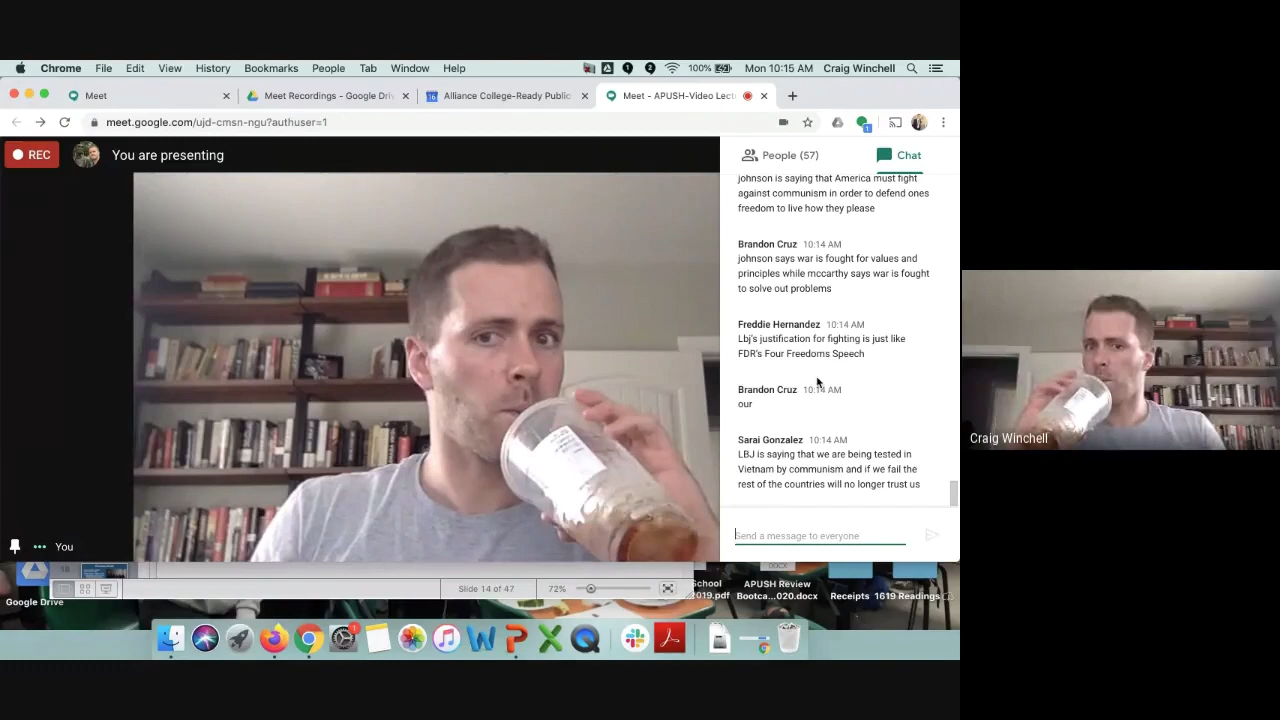 Chrome File Edit View History Bookmarks People Tab Window Help
100% Mon 10:15 AM Craig Winchell
Meet
Meet Recordings - Google Driv
Alliance College-Ready Public
Meet - APUSH-Video Lect
meet.google.com/ujd-cmsn-ngu?authuser=1
REC
You are presenting
People (57)
Chat
johnson is saying that America must fight
against communism in order to defend ones
freedom to live how they please
Brandon Cruz 10:14 AM
johnson says war is fought for values and
principles while mccarthy says war is fought
to solve out problems
Freddie Hernandez 10:14 AM
Lbj's justification for fighting is just like
FDR's Four Freedoms Speech
Brandon Cruz 10:14 AM
our
Sarai Gonzalez 10:14 AM
LBJ is saying that we are being tested in
Vietnam by communism and if we fail the
rest of the countries will no longer trust us
Send a message to everyone
You
Craig Winchell
Slide 14 of 47
72%
Google Drive
School
2019.pdf
APUSH Review
Bootca...020.docx
Receipts
1619 Readings